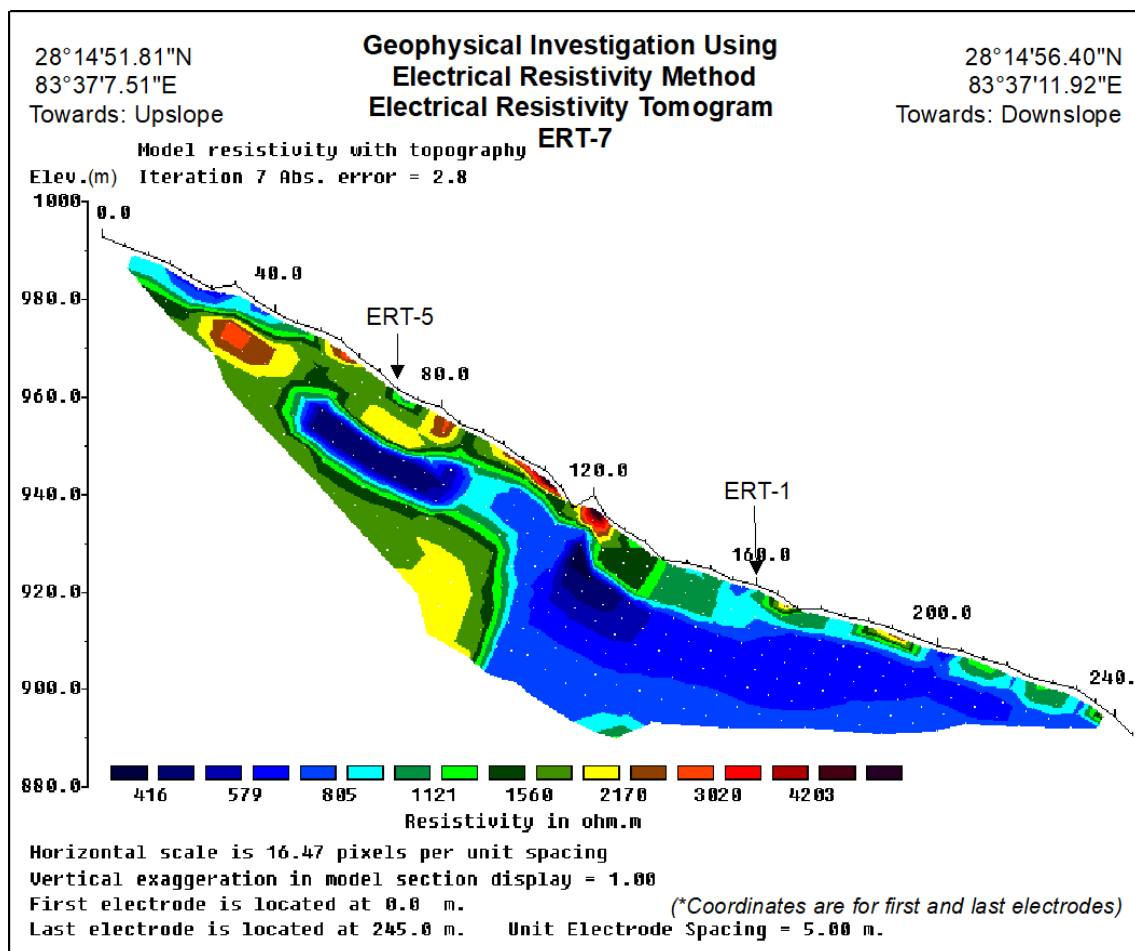 28°14'51.81"N
83°37'7.51"E
Towards: Upslope
Geophysical Investigation Using
Electrical Resistivity Method
Electrical Resistivity Tomogram
ERT-7
28°14'56.40"N
83°37'11.92"E
Towards: Downslope
Model resistivity with topography
Elev.(m) Iteration 7 Abs. error = 2.8
1000
0.0
40.0
980.0
ERT-5
80.0
960.0
120.0
940.0
ERT-1
160.0
920.0
200.0
900.0
240.
880.0
416 579 805 1121 1560 2170 3020 4203
Resistivity in ohm.m
Horizontal scale is 16.47 pixels per unit spacing
Vertical exaggeration in model section display = 1.00
First electrode is located at 0.0 m.
(*Coordinates are for first and last electrodes)
Last electrode is located at 245.0 m. Unit Electrode Spacing = 5.00 m.